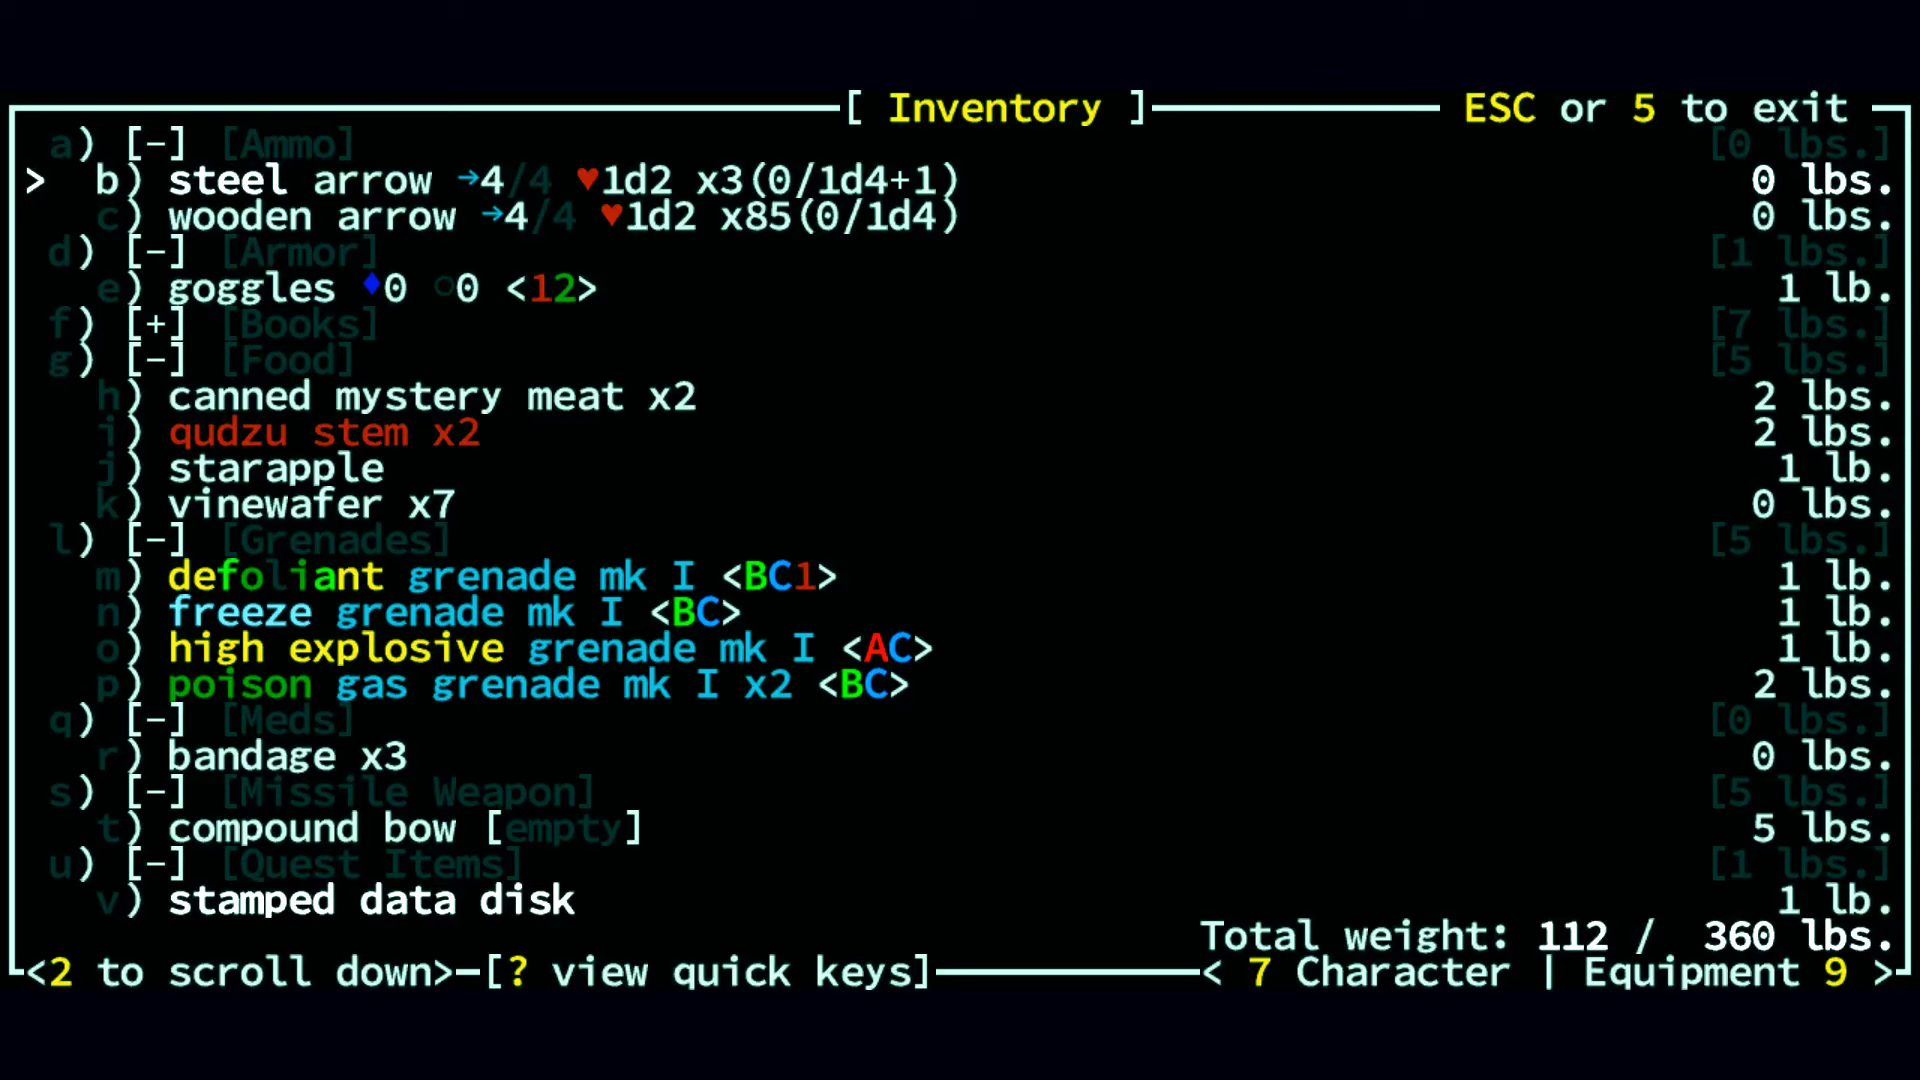 [ Inventory ] ESC or 5 to exit
a) [-] [Ammo] [0 lbs.]
> b) steel arrow →4/4 ♥1d2 x3(0/1d4+1) 0 lbs.
c) wooden arrow →4/4 ♥1d2 x85(0/1d4) 0 lbs.
d) [-] [Armor] [1 lbs.]
e) goggles ♦0 ○0 <12> 1 lb.
f) [+] [Books] [7 lbs.]
g) [-] [Food] [5 lbs.]
h) canned mystery meat x2 2 lbs.
i) qudzu stem x2 2 lbs.
j) starapple 1 lb.
k) vinewafer x7 0 lbs.
l) [-] [Grenades] [5 lbs.]
m) defoliant grenade mk I <BC1> 1 lb.
n) freeze grenade mk I <BC> 1 lb.
o) high explosive grenade mk I <AC> 1 lb.
p) poison gas grenade mk I x2 <BC> 2 lbs.
q) [-] [Meds] [0 lbs.]
r) bandage x3 0 lbs.
s) [-] [Missile Weapon] [5 lbs.]
t) compound bow [empty] 5 lbs.
u) [-] [Quest Items] [1 lbs.]
v) stamped data disk 1 lb.
Total weight: 112 / 360 lbs.
<2 to scroll down> [? view quick keys] < 7 Character | Equipment 9 >